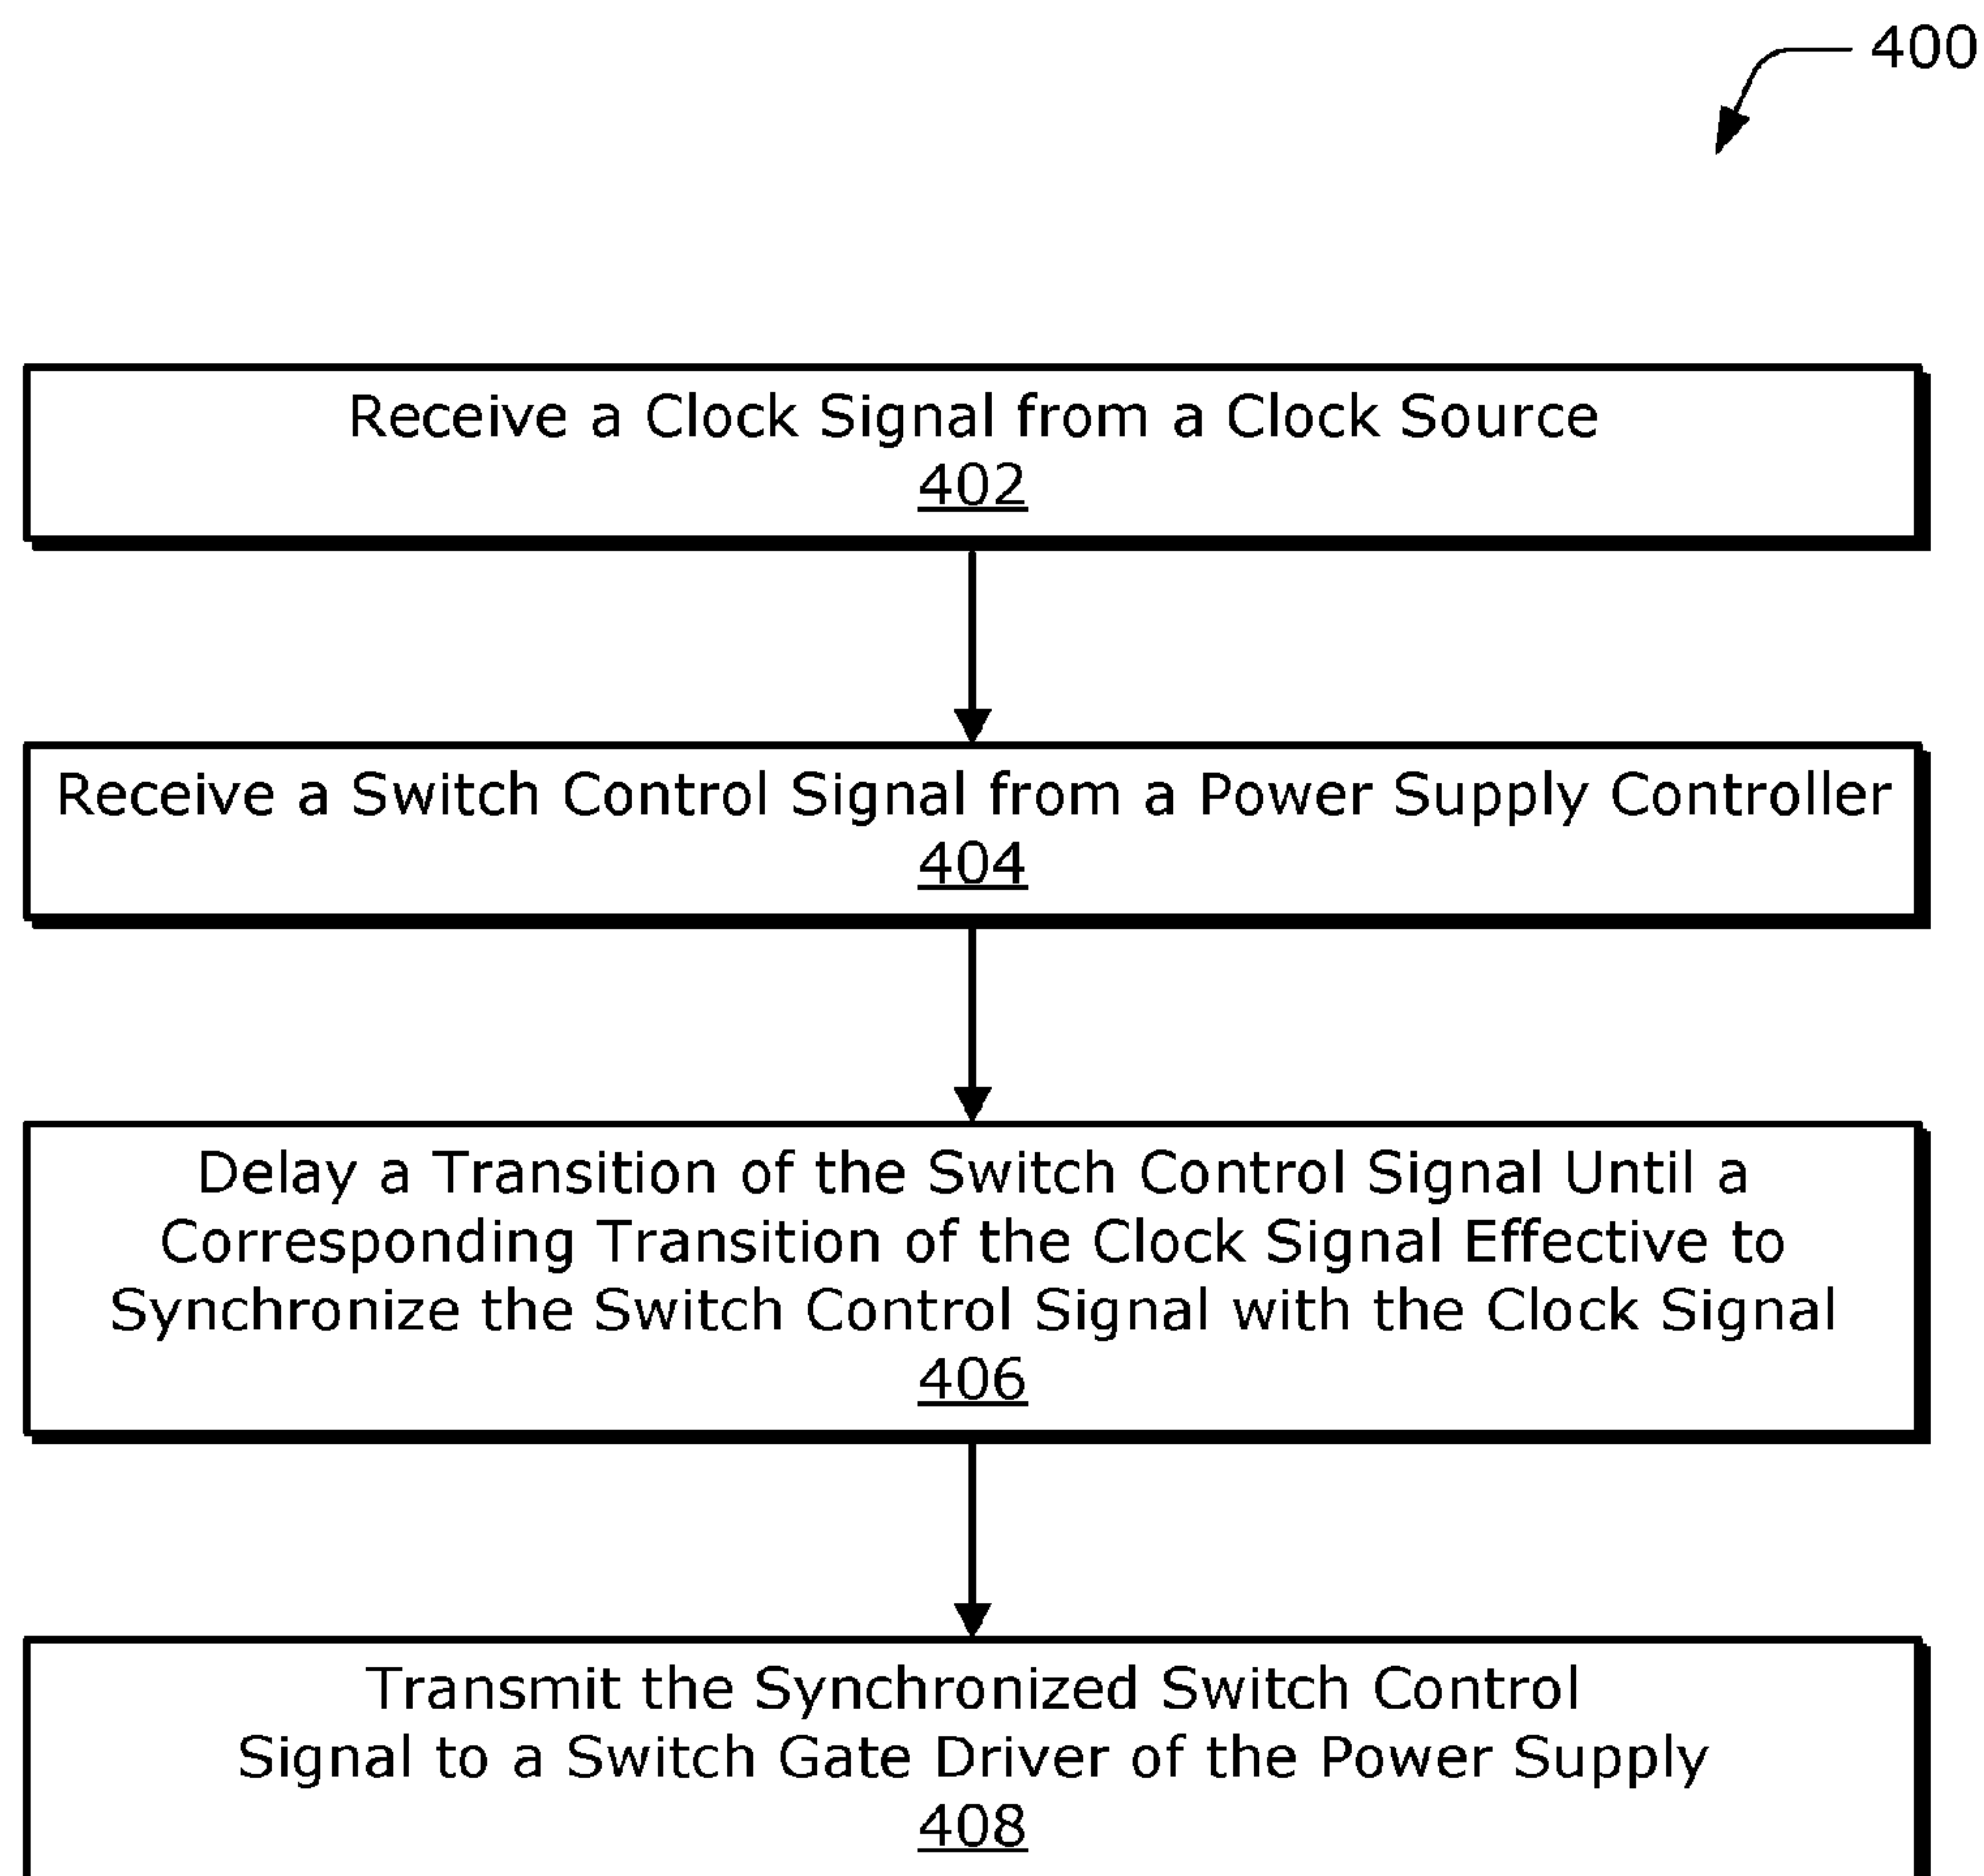 400
Receive a Clock Signal from a Clock Source
402
Receive a Switch Control Signal from a Power Supply Controller
404
Delay a Transition of the Switch Control Signal Until a
Corresponding Transition of the Clock Signal Effective to
Synchronize the Switch Control Signal with the Clock Signal
406
Transmit the Synchronized Switch Control
Signal to a Switch Gate Driver of the Power Supply
408